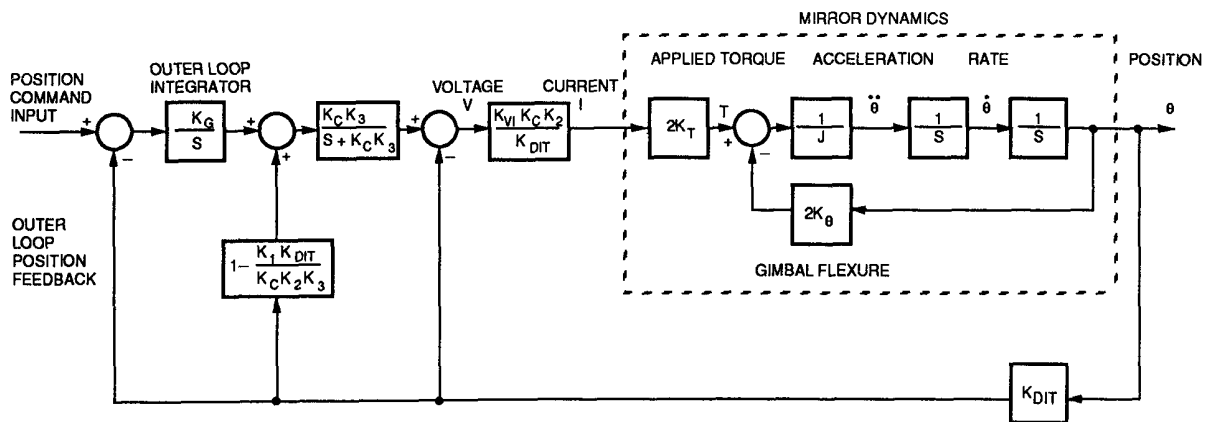 MIRROR DYNAMICS
POSITION
COMMAND
INPUT
OUTER LOOP
INTEGRATOR
VOLTAGE
V
CURRENT
I
APPLIED TORQUE
ACCELERATION
RATE
POSITION
+
−
K_G
S
+
+
K_C K_3
S + K_C K_3
+
−
K_VI K_C K_2
K_DIT
2K_T
T
+
−
1
J
θ̈
1
S
θ̇
1
S
θ
2K_θ
GIMBAL FLEXURE
OUTER
LOOP
POSITION
FEEDBACK
1 − K_1 K_DIT
K_C K_2 K_3
K_DIT